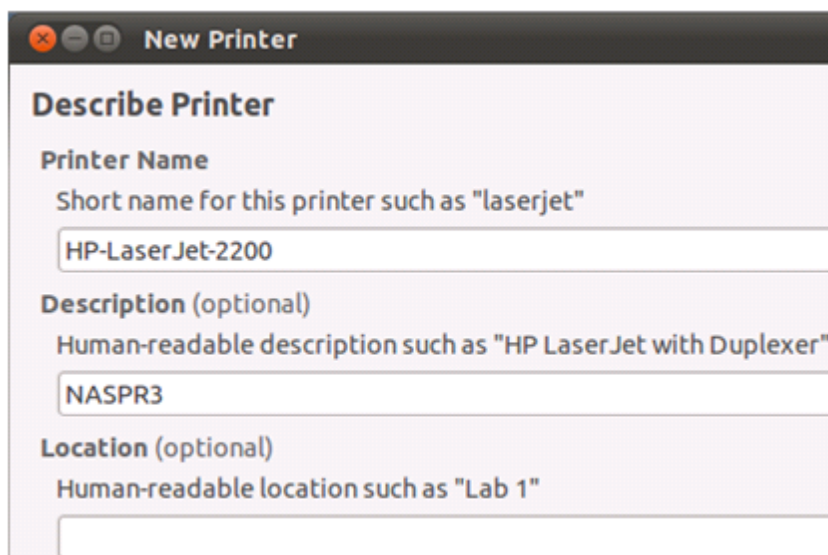 New Printer
Describe Printer
Printer Name
Short name for this printer such as "laserjet"
HP-LaserJet-2200
Description (optional)
Human-readable description such as "HP LaserJet with Duplexer"
NASPR3
Location (optional)
Human-readable location such as "Lab 1"